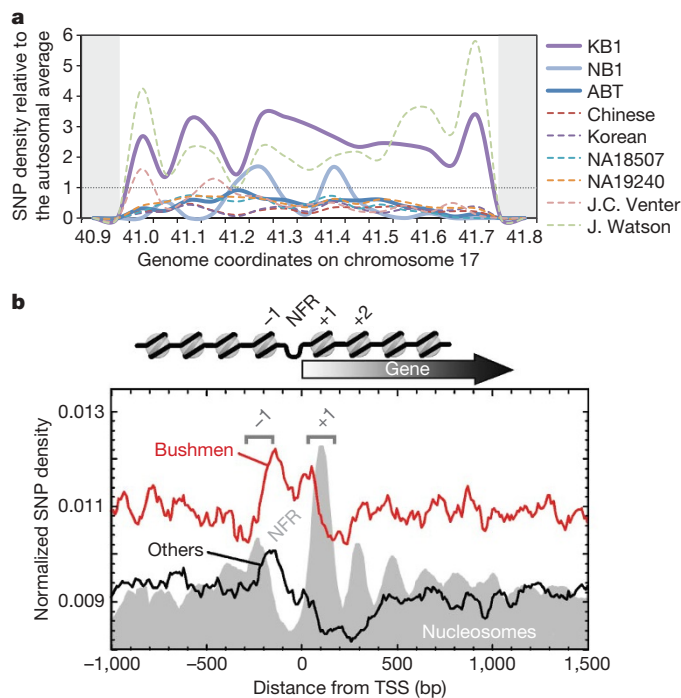 a
SNP density relative to
the autosomal average
6
5
4
3
2
1
0
40.9 41.0 41.1 41.2 41.3 41.4 41.5 41.6 41.7 41.8
Genome coordinates on chromosome 17
KB1
NB1
ABT
Chinese
Korean
NA18507
NA19240
J.C. Venter
J. Watson
b
−1 NFR +1 +2
Gene
Normalized SNP density
0.013
0.011
0.009
−1 +1
Bushmen
NFR
Others
Nucleosomes
−1,000 −500 0 500 1,000 1,500
Distance from TSS (bp)